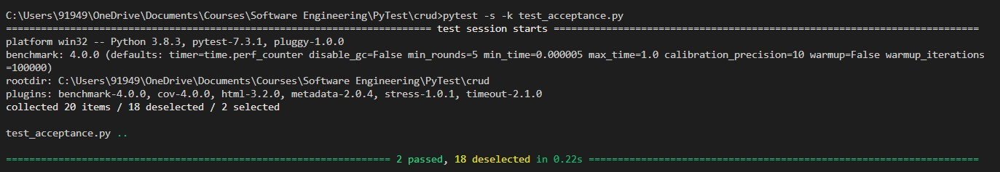 C:\Users\91949\OneDrive\Documents\Courses\Software Engineering\PyTest\crud>pytest -s -k test_acceptance.py
========================================================================= test session starts =========================================================================
platform win32 -- Python 3.8.3, pytest-7.3.1, pluggy-1.0.0
benchmark: 4.0.0 (defaults: timer=time.perf_counter disable_gc=False min_rounds=5 min_time=0.000005 max_time=1.0 calibration_precision=10 warmup=False warmup_iterations
=100000)
rootdir: C:\Users\91949\OneDrive\Documents\Courses\Software Engineering\PyTest\crud
plugins: benchmark-4.0.0, cov-4.0.0, html-3.2.0, metadata-2.0.4, stress-1.0.1, timeout-2.1.0
collected 20 items / 18 deselected / 2 selected
test_acceptance.py ..
================================================================== 2 passed, 18 deselected in 0.22s ===================================================================